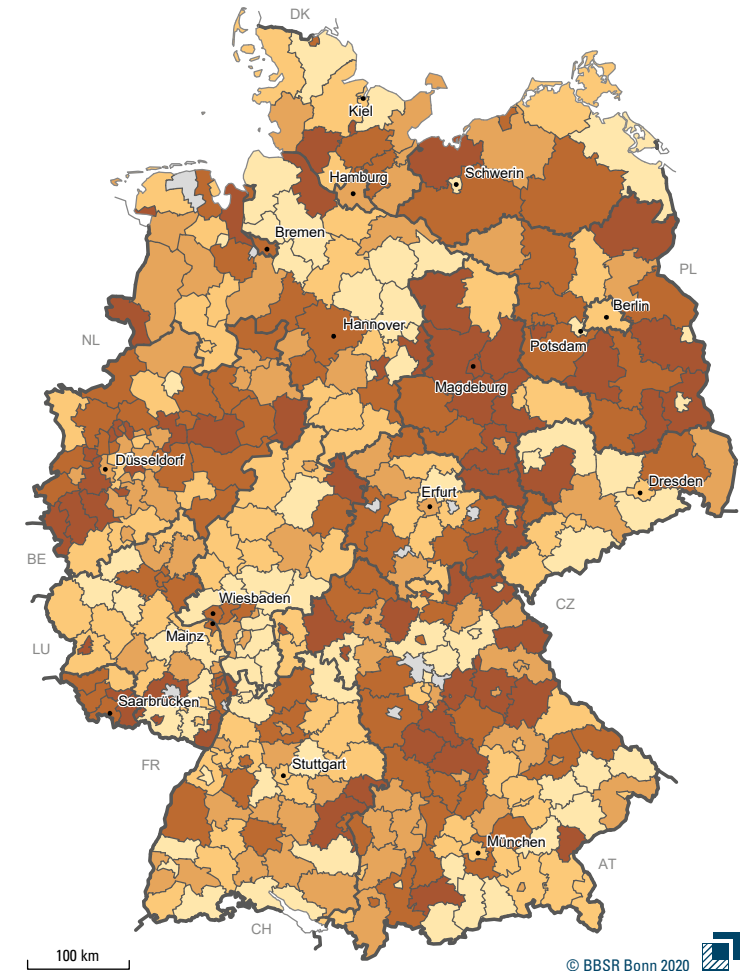 DK
Kiel
Hamburg
Schwerin
Bremen
PL
Berlin
Hannover
NL
Potsdam
Magdeburg
Düsseldorf
Dresden
Erfurt
BE
Wiesbaden
CZ
Mainz
LU
Saarbrücken
FR
Stuttgart
München
AT
CH
100 km
© BBSR Bonn 2020